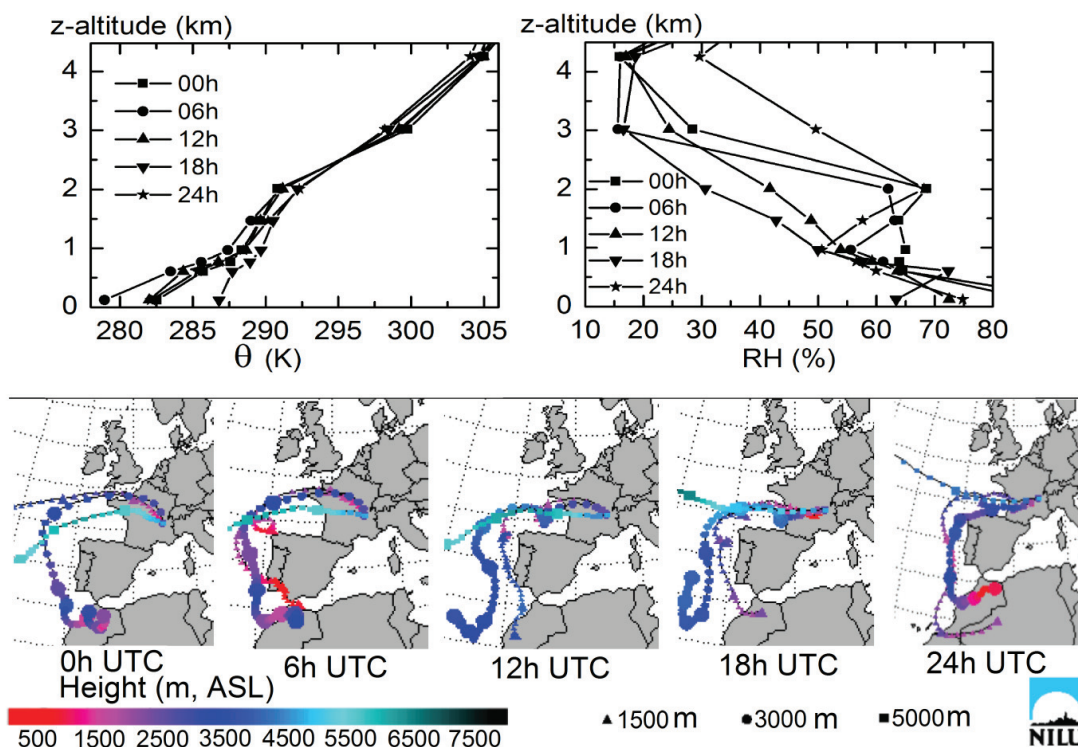 z-altitude (km)
4
3
2
1
0
00h
06h
12h
18h
24h
280 285 290 295 300 305
θ (K)
z-altitude (km)
4
3
2
1
0
00h
06h
12h
18h
24h
10 20 30 40 50 60 70 80
RH (%)
0h UTC
6h UTC
12h UTC
18h UTC
24h UTC
Height (m, ASL)
500 1500 2500 3500 4500 5500 6500 7500
1500 m
3000 m
5000 m
NILU